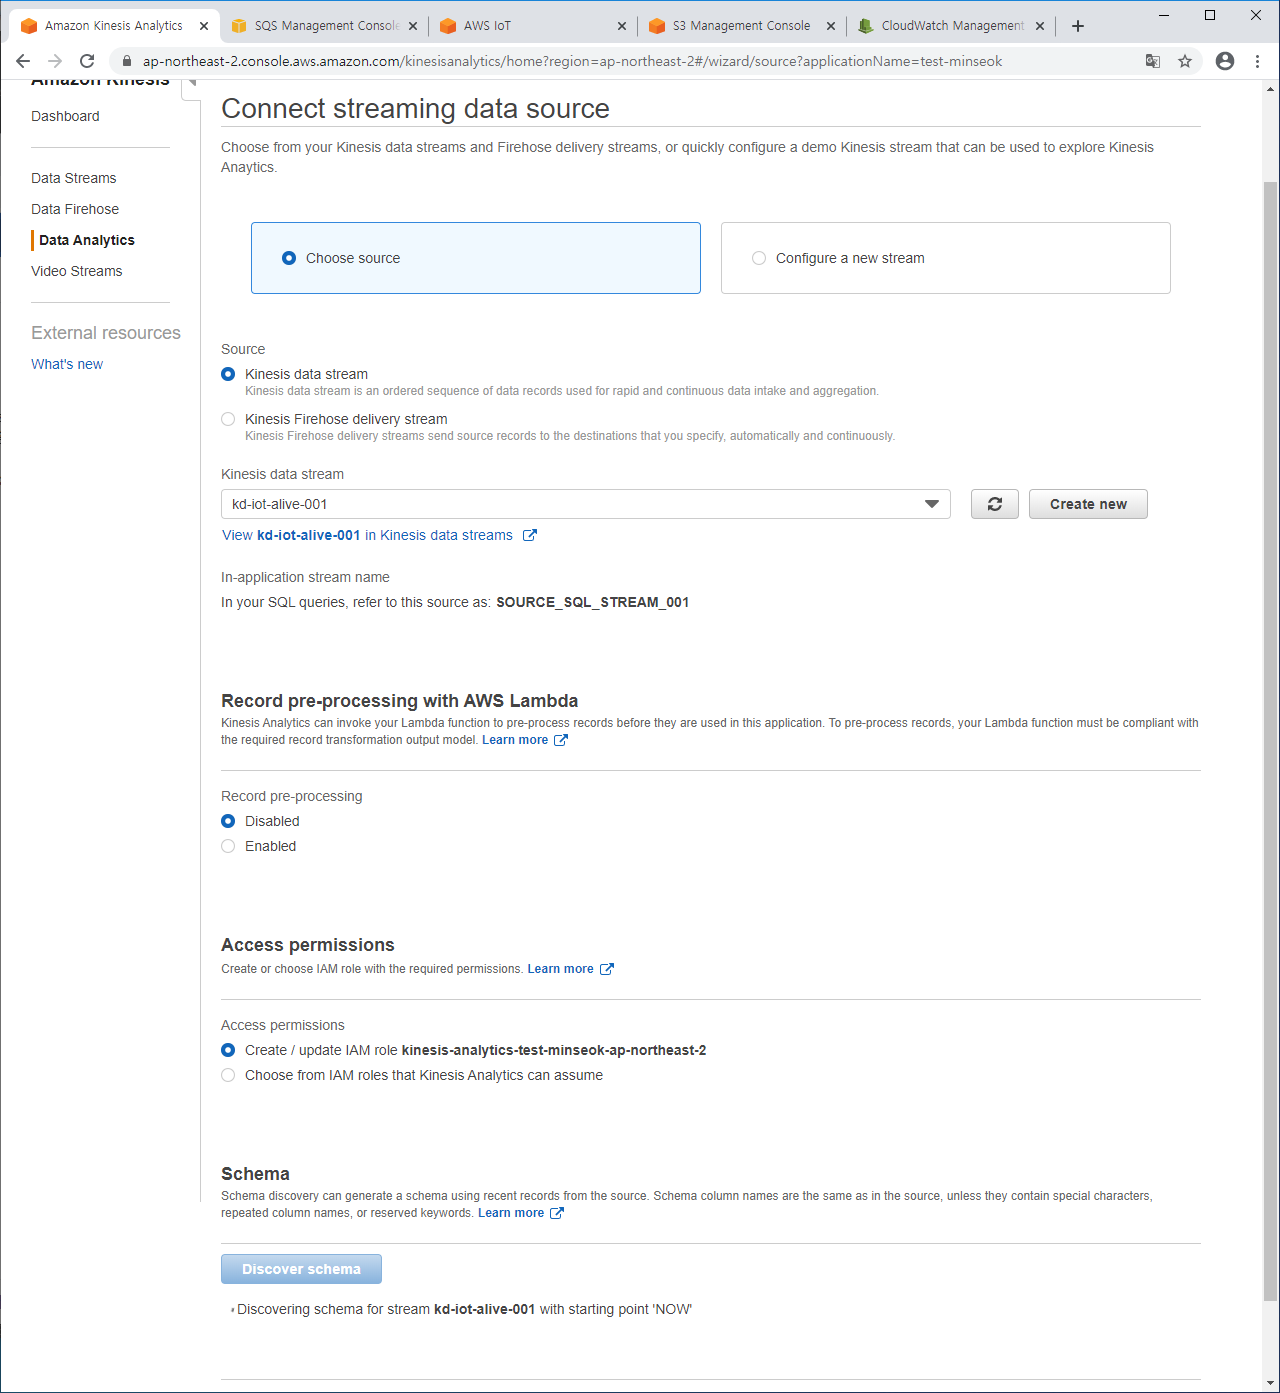 Amazon Kinesis Analytics
SQS Management Console
AWS IoT
S3 Management Console
CloudWatch Management
ap-northeast-2.console.aws.amazon.com/kinesisanalytics/home?region=ap-northeast-2#/wizard/source?applicationName=test-minseok
Amazon Kinesis
Dashboard
Data Streams
Data Firehose
Data Analytics
Video Streams
External resources
What's new
Connect streaming data source
Choose from your Kinesis data streams and Firehose delivery streams, or quickly configure a demo Kinesis stream that can be used to explore Kinesis
Anaytics.
Choose source
Configure a new stream
Source
Kinesis data stream
Kinesis data stream is an ordered sequence of data records used for rapid and continuous data intake and aggregation.
Kinesis Firehose delivery stream
Kinesis Firehose delivery streams send source records to the destinations that you specify, automatically and continuously.
Kinesis data stream
kd-iot-alive-001
Create new
View kd-iot-alive-001 in Kinesis data streams
In-application stream name
In your SQL queries, refer to this source as: SOURCE_SQL_STREAM_001
Record pre-processing with AWS Lambda
Kinesis Analytics can invoke your Lambda function to pre-process records before they are used in this application. To pre-process records, your Lambda function must be compliant with
the required record transformation output model. Learn more
Record pre-processing
Disabled
Enabled
Access permissions
Create or choose IAM role with the required permissions. Learn more
Access permissions
Create / update IAM role kinesis-analytics-test-minseok-ap-northeast-2
Choose from IAM roles that Kinesis Analytics can assume
Schema
Schema discovery can generate a schema using recent records from the source. Schema column names are the same as in the source, unless they contain special characters,
repeated column names, or reserved keywords. Learn more
Discover schema
Discovering schema for stream kd-iot-alive-001 with starting point 'NOW'